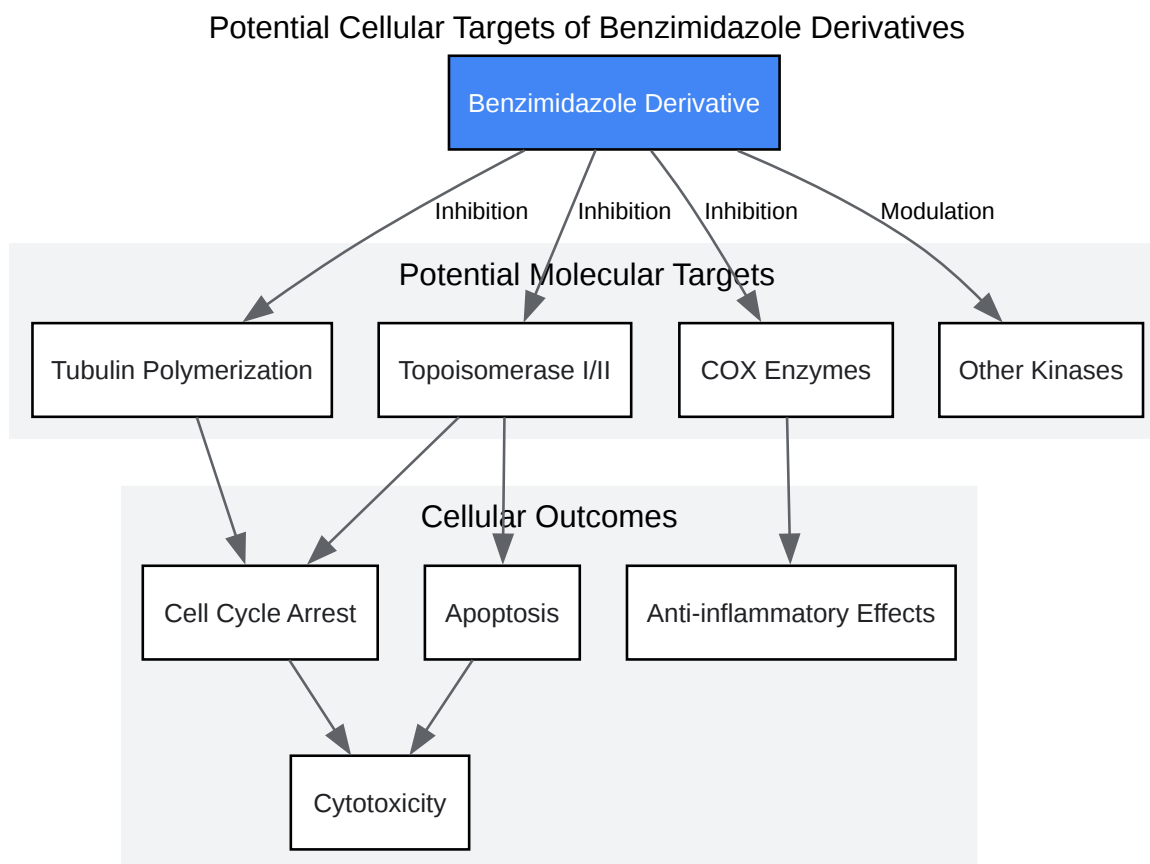 Potential Cellular Targets of Benzimidazole Derivatives
Benzimidazole Derivative
Inhibition
Inhibition
Inhibition
Modulation
Potential Molecular Targets
Tubulin Polymerization
Topoisomerase I/II
COX Enzymes
Other Kinases
Cellular Outcomes
Cell Cycle Arrest
Apoptosis
Anti-inflammatory Effects
Cytotoxicity